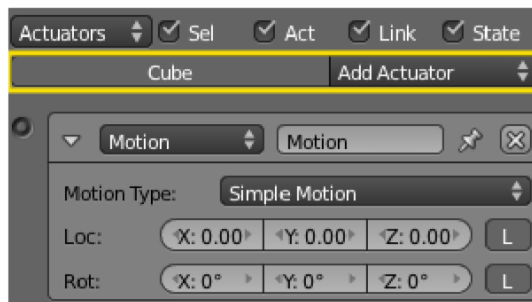 Actuators Sel Act Link State
Cube Add Actuator
Motion Motion
Motion Type: Simple Motion
Loc: X: 0.00 Y: 0.00 Z: 0.00 L
Rot: X: 0° Y: 0° Z: 0° L